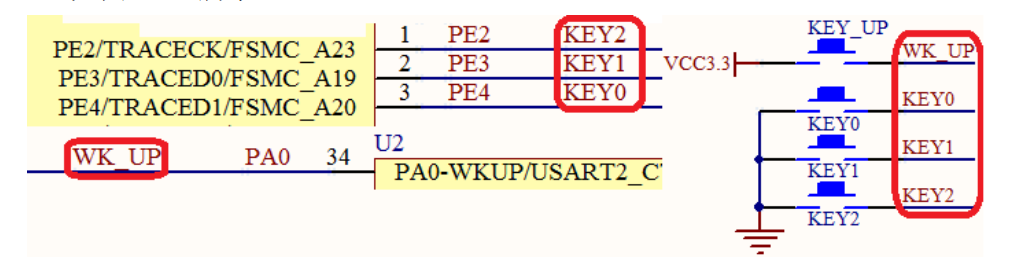 PE2/TRACECK/FSMC_A23 1 PE2 KEY2
PE3/TRACED0/FSMC_A19 2 PE3 KEY1
PE4/TRACED1/FSMC_A20 3 PE4 KEY0
WK_UP PA0 34
U2
PA0-WKUP/USART2_C
KEY_UP
VCC3.3 WK_UP
KEY0
KEY0
KEY1
KEY1
KEY2
KEY2